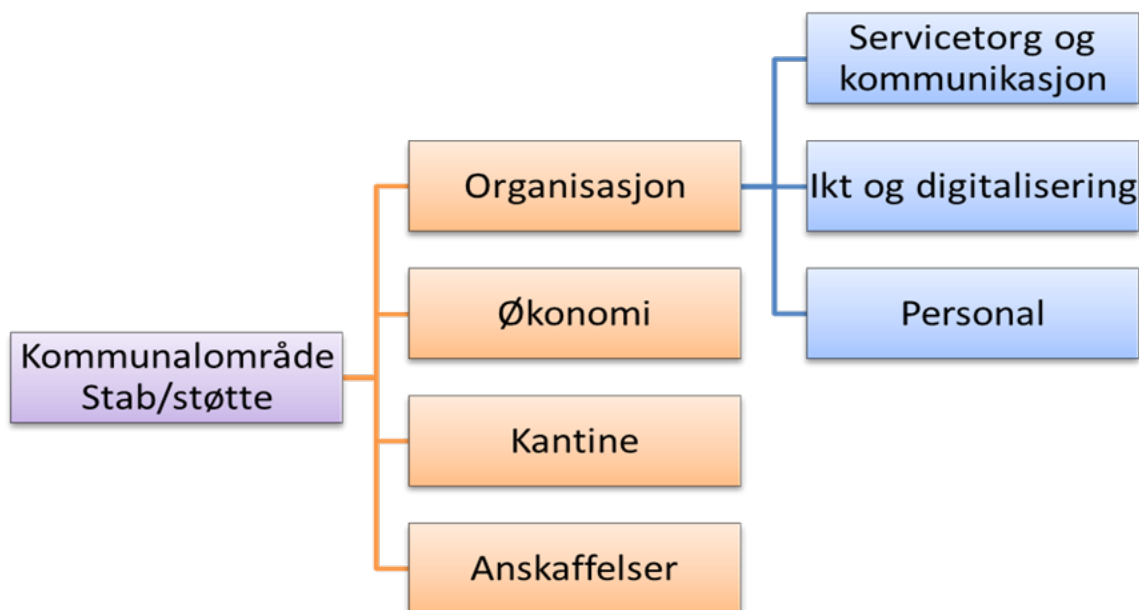 Kommunalområde
Stab/støtte
Organisasjon
Økonomi
Kantine
Anskaffelser
Servicetorg og
kommunikasjon
Ikt og digitalisering
Personal